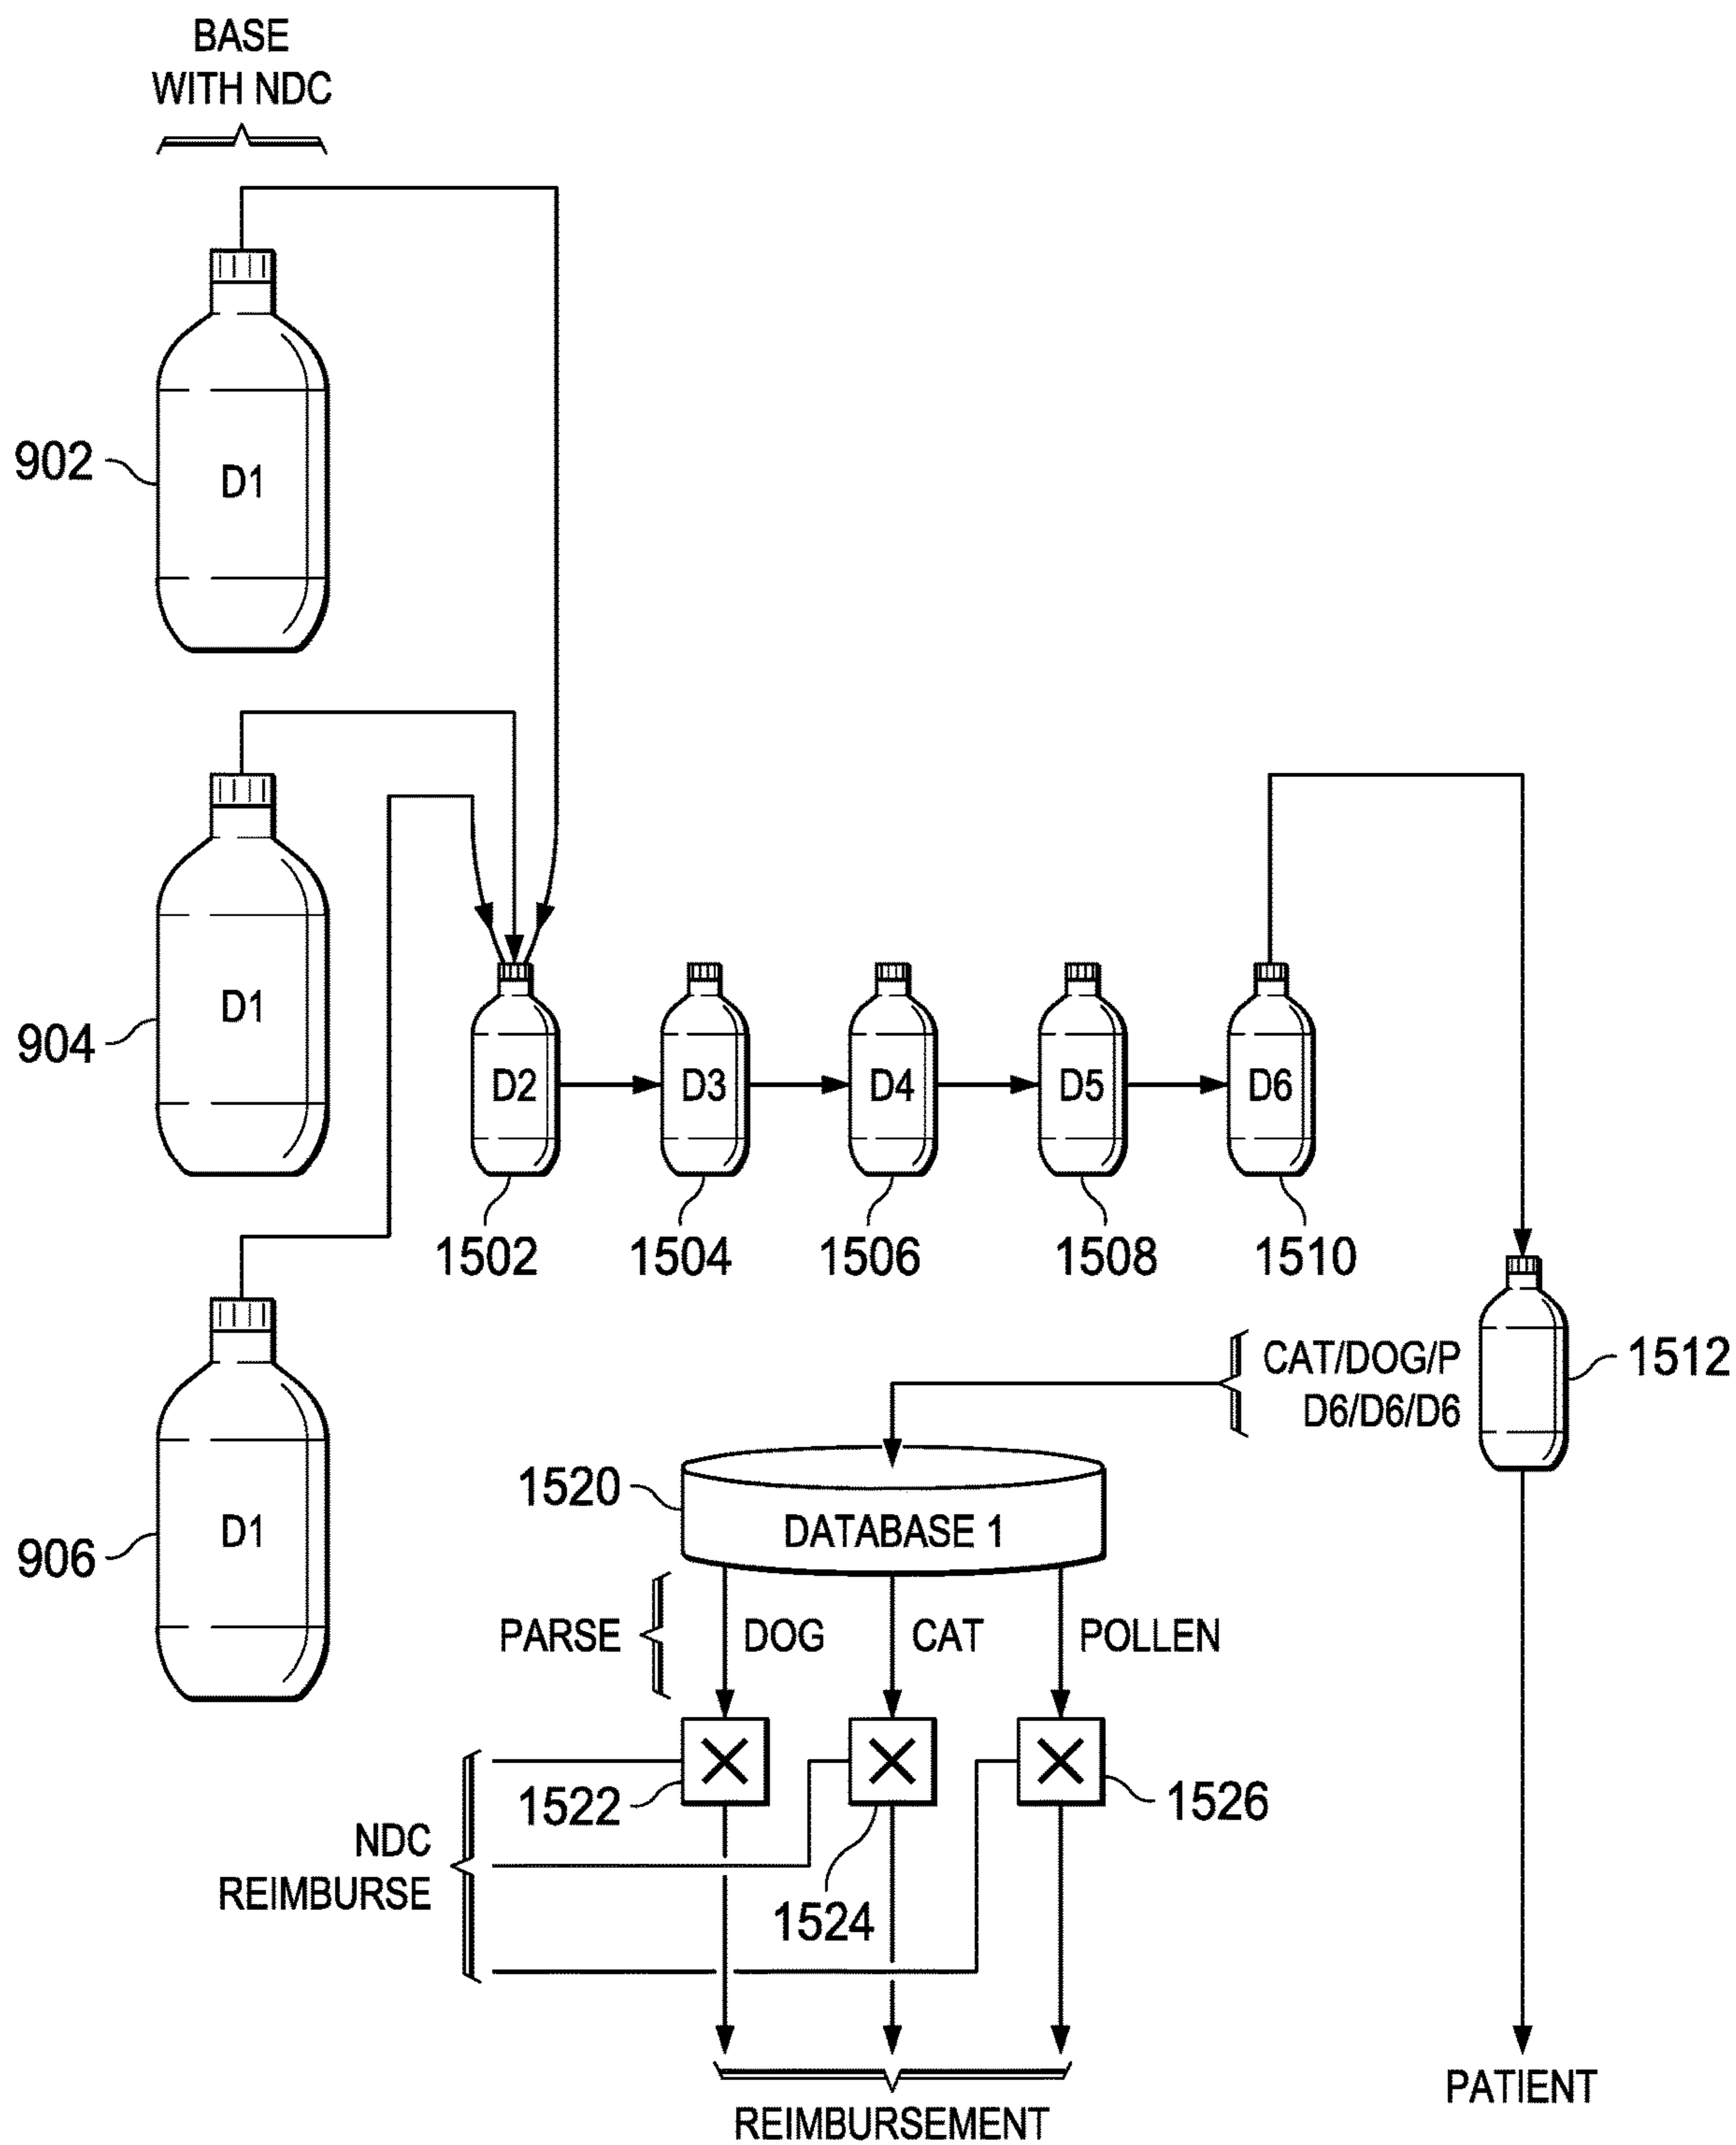 BASE
WITH NDC
902
D1
904
D1
D2
D3
D4
D5
D6
1502
1504
1506
1508
1510
906
D1
CAT/DOG/P
D6/D6/D6
1512
1520
DATABASE 1
PARSE
DOG
CAT
POLLEN
1522
1524
1526
NDC
REIMBURSE
REIMBURSEMENT
PATIENT